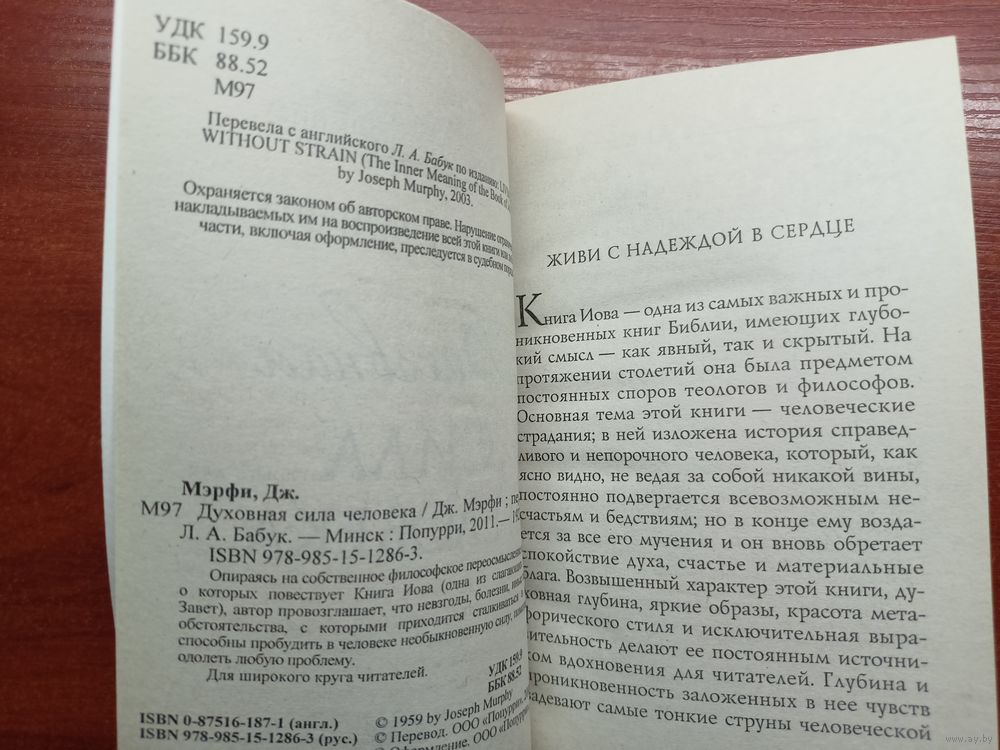 УДК 159.9
ББК 88.52
М97
Перевела с английского Л. А. Бабук по изданию:
WITHOUT STRAIN (The Inner Meaning of the Book of
by Joseph Murphy, 2003.
Охраняется законом об авторском праве. Нарушение
накладываемых им на воспроизведение всей этой книги или
части, включая оформление, преследуется в судебном
Мэрфи, Дж.
М97 Духовная сила человека / Дж. Мэрфи ;
Л. А. Бабук. — Минск : Попурри, 2011.—
ISBN 978-985-15-1286-3.
Опираясь на собственное философское
о которых повествует Книга Иова (одна из
Завет), автор провозглашает, что невзгоды, болезни,
обстоятельства, с которыми приходится сталкиваться
способны пробудить в человеке необыкновенную силу,
одолеть любую проблему.
Для широкого круга читателей.
УДК 159.9
ББК 88.52
ISBN 0-87516-187-1 (англ.)
ISBN 978-985-15-1286-3 (рус.)
© 1959 by Joseph Murphy
© Перевод. ООО «Попурри»,
© Оформление. ООО «Попурри»,
ЖИВИ С НАДЕЖДОЙ В СЕРДЦЕ
Книга Иова — одна из самых важных и про-
никновенных книг Библии, имеющих глубо-
кий смысл — как явный, так и скрытый. На
протяжении столетий она была предметом
постоянных споров теологов и философов.
Основная тема этой книги — человеческие
страдания; в ней изложена история справед-
ливого и непорочного человека, который, как
ясно видно, не ведая за собой никакой вины,
постоянно подвергается всевозможным не-
счастьям и бедствиям; но в конце ему возда-
ется за все его мучения и он вновь обретает
спокойствие духа, счастье и материальные
блага. Возвышенный характер этой книги, ду-
ховная глубина, яркие образы, красота мета-
форического стиля и исключительная выра-
зительность делают ее постоянным источни-
ком вдохновения для читателей. Глубина и
проникновенность заложенных в нее чувств
задевают самые тонкие струны человеческой
www.ay.by